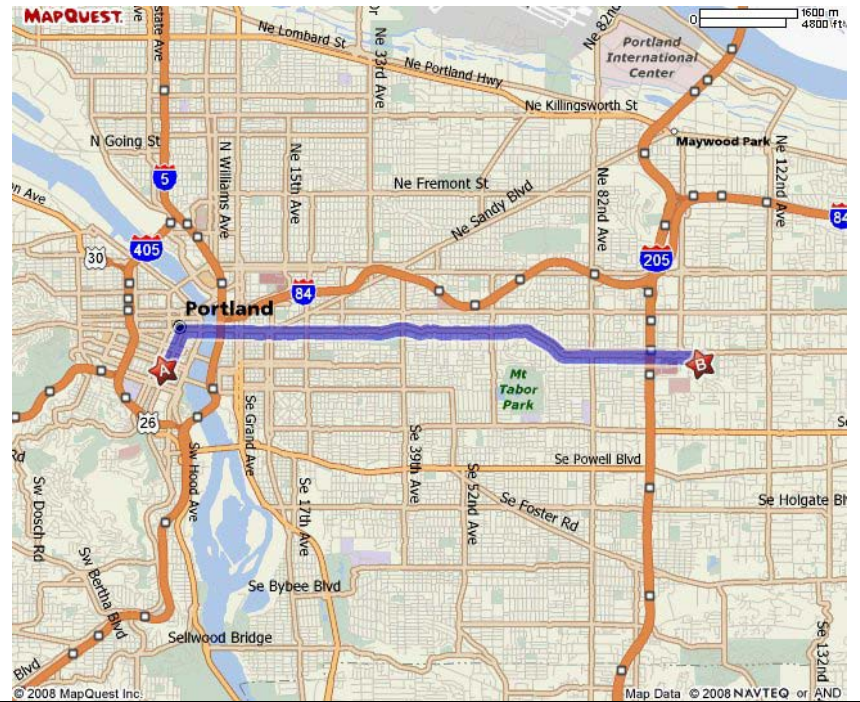 MAPQUEST.
0
1600 m
4800 ft
Ne Lombard St
Ne 33rd Ave
Ne 82nd
Portland
International
Center
Ne Portland Hwy
Ne Killingsworth St
N Going St
Maywood Park
5
N Williams Ave
Ne 15th Ave
Ne Fremont St
Ne Sandy Blvd
Ne 82nd Ave
Ne 122nd Ave
84
405
30
205
84
Portland
A
B
Mt
Tabor
Park
26
Se Grand Ave
Sw Hood Ave
Se 39th Ave
Se 52nd Ave
Se Powell Blvd
Rd
Sw Dosch Rd
Se 17th Ave
Se Foster Rd
Se Holgate Bl
Sw Bertha Blvd
Se Bybee Blvd
Sellwood Bridge
Se 132nd
Blvd
© 2008 MapQuest Inc.
Map Data © 2008 NAVTEQ or AND